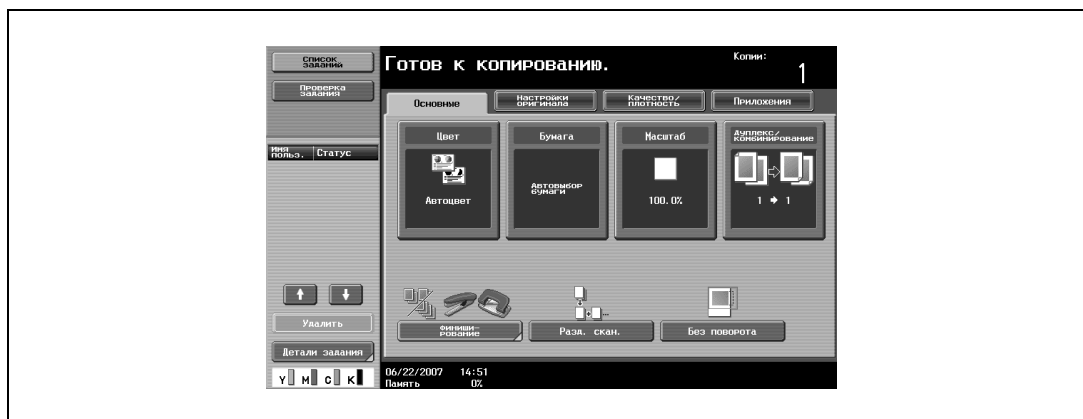 Список
заданий
Проверка
задания
Имя
польз.
Статус
Удалить
Детали задания
Y M C K
Готов к копированию.
Копии:
1
Основные
Настройки
оригинала
Качество/
плотность
Приложения
Цвет
Автоцвет
Бумага
Автовыбор
бумаги
Масштаб
100.0%
Дуплекс/
комбинирование
1 → 1
Финиши-
рование
Разд. скан.
Без поворота
06/22/2007 14:51
Память 0%